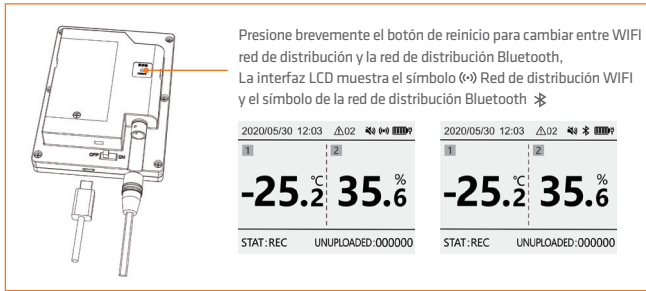 Presione brevemente el botón de reinicio para cambiar entre WIFI
red de distribución y la red de distribución Bluetooth,
La interfaz LCD muestra el símbolo Red de distribución WIFI
y el símbolo de la red de distribución Bluetooth
2020/05/30 12:03 02
1 2
-25.2 °C 35.6 %
STAT:REC UNUPLOADED:000000
2020/05/30 12:03 02
1 2
-25.2 °C 35.6 %
STAT:REC UNUPLOADED:000000
OFF ON